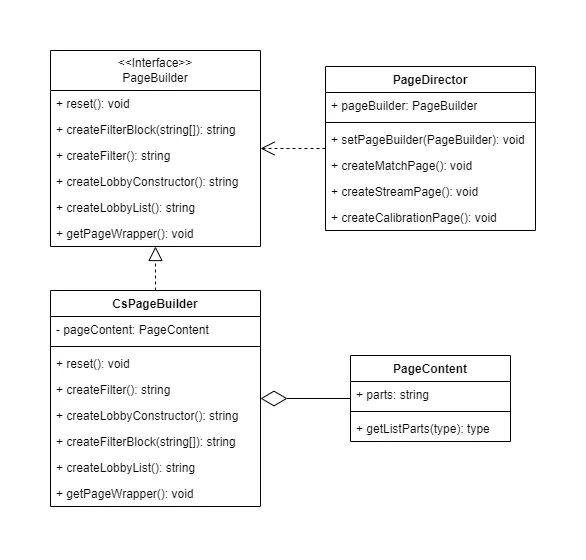 <<Interface>>
PageBuilder
+ reset(): void
+ createFilterBlock(string[]): string
+ createFilter(): string
+ createLobbyConstructor(): string
+ createLobbyList(): string
+ getPageWrapper(): void
PageDirector
+ pageBuilder: PageBuilder
+ setPageBuilder(PageBuilder): void
+ createMatchPage(): void
+ createStreamPage(): void
+ createCalibrationPage(): void
CsPageBuilder
- pageContent: PageContent
+ reset(): void
+ createFilter(): string
+ createLobbyConstructor(): string
+ createFilterBlock(string[]): string
+ createLobbyList(): string
+ getPageWrapper(): void
PageContent
+ parts: string
+ getListParts(type): type